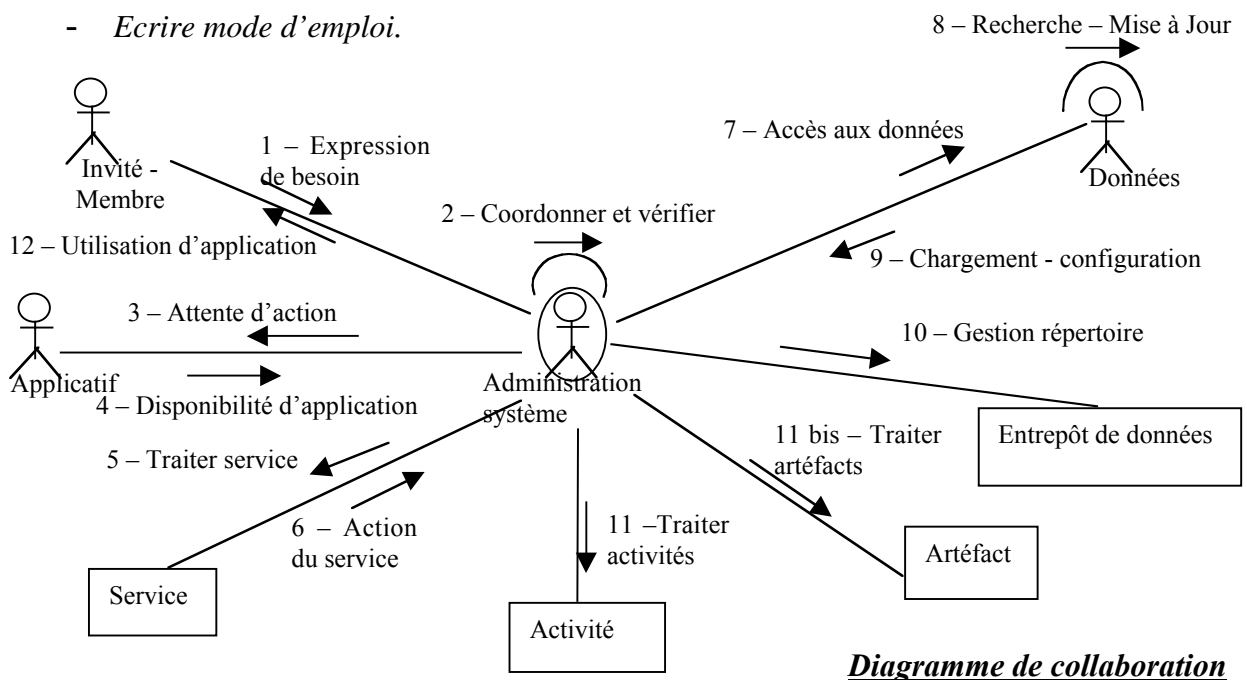 - Ecrire mode d’emploi.
8 – Recherche – Mise à Jour
7 – Accès aux données
1 – Expression
de besoin
Invité -
Membre
Données
2 – Coordonner et vérifier
12 – Utilisation d’application
9 – Chargement - configuration
3 – Attente d’action
10 – Gestion répertoire
Applicatif
Administration
système
4 – Disponibilité d’application
11 bis – Traiter
artéfacts
Entrepôt de données
5 – Traiter service
6 – Action
du service
11 –Traiter
activités
Artéfact
Service
Activité
Diagramme de collaboration